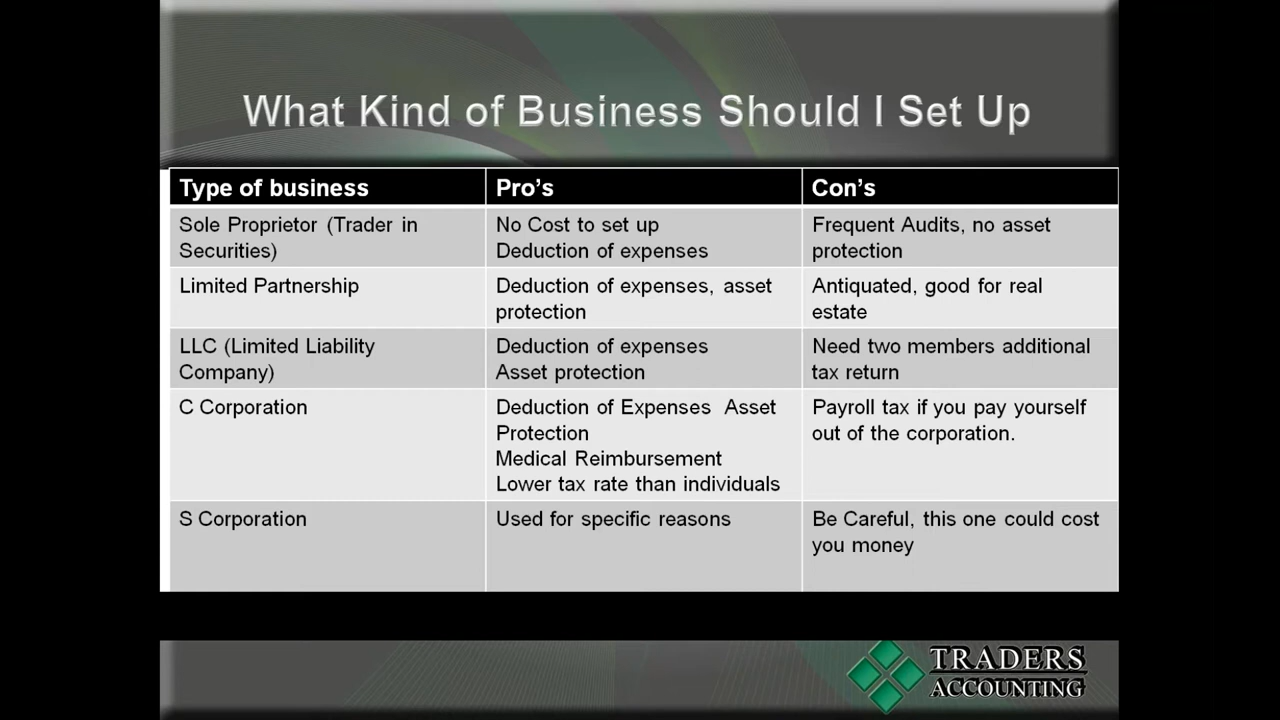 What Kind of Business Should I Set Up
Type of business
Pro's
Con's
Sole Proprietor (Trader in
Securities)
No Cost to set up
Deduction of expenses
Frequent Audits, no asset
protection
Limited Partnership
Deduction of expenses, asset
protection
Antiquated, good for real
estate
LLC (Limited Liability
Company)
Deduction of expenses
Asset protection
Need two members additional
tax return
C Corporation
Deduction of Expenses Asset
Protection
Medical Reimbursement
Lower tax rate than individuals
Payroll tax if you pay yourself
out of the corporation.
S Corporation
Used for specific reasons
Be Careful, this one could cost
you money
TRADERS
ACCOUNTING